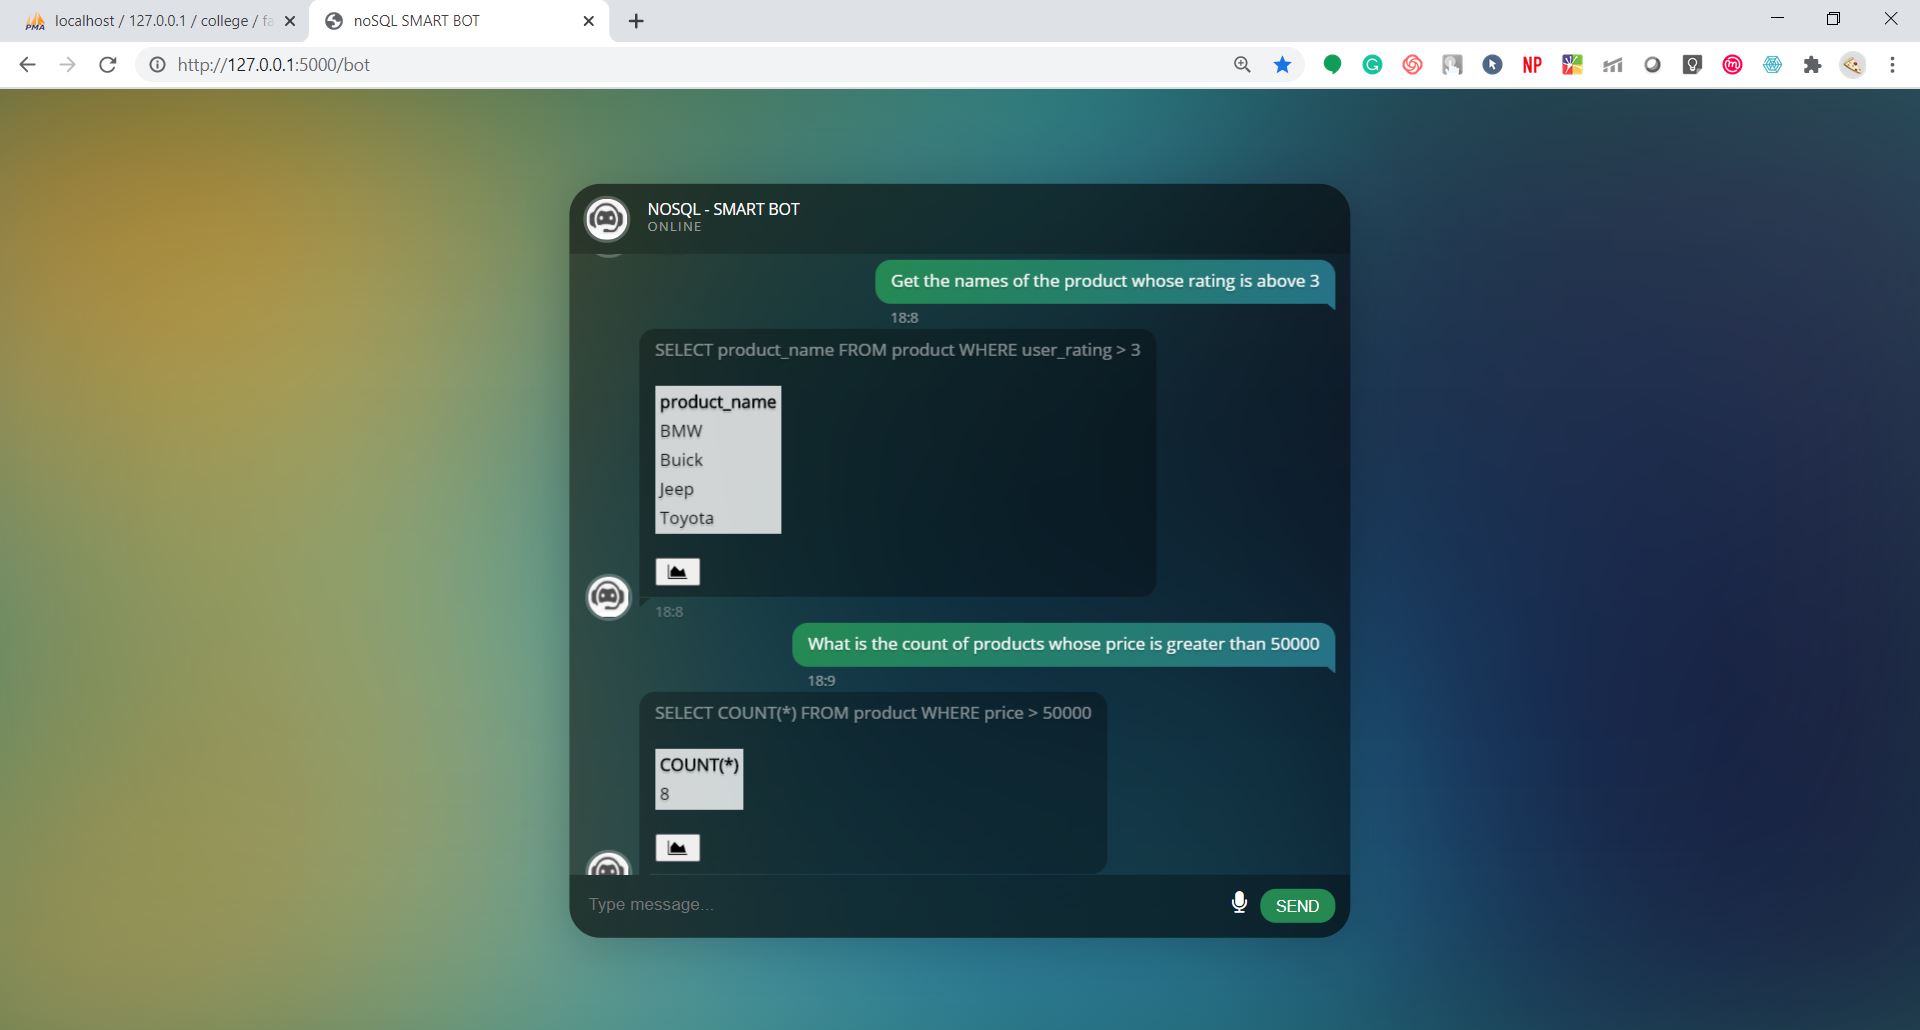 PMA
localhost / 127.0.0.1 / college / fa
noSQL SMART BOT
http://127.0.0.1:5000/bot
NP
NOSQL - SMART BOT
ONLINE
Get the names of the product whose rating is above 3
18:8
SELECT product_name FROM product WHERE user_rating > 3
product_name
BMW
Buick
Jeep
Toyota
18:8
What is the count of products whose price is greater than 50000
18:9
SELECT COUNT(*) FROM product WHERE price > 50000
COUNT(*)
8
Type message...
SEND